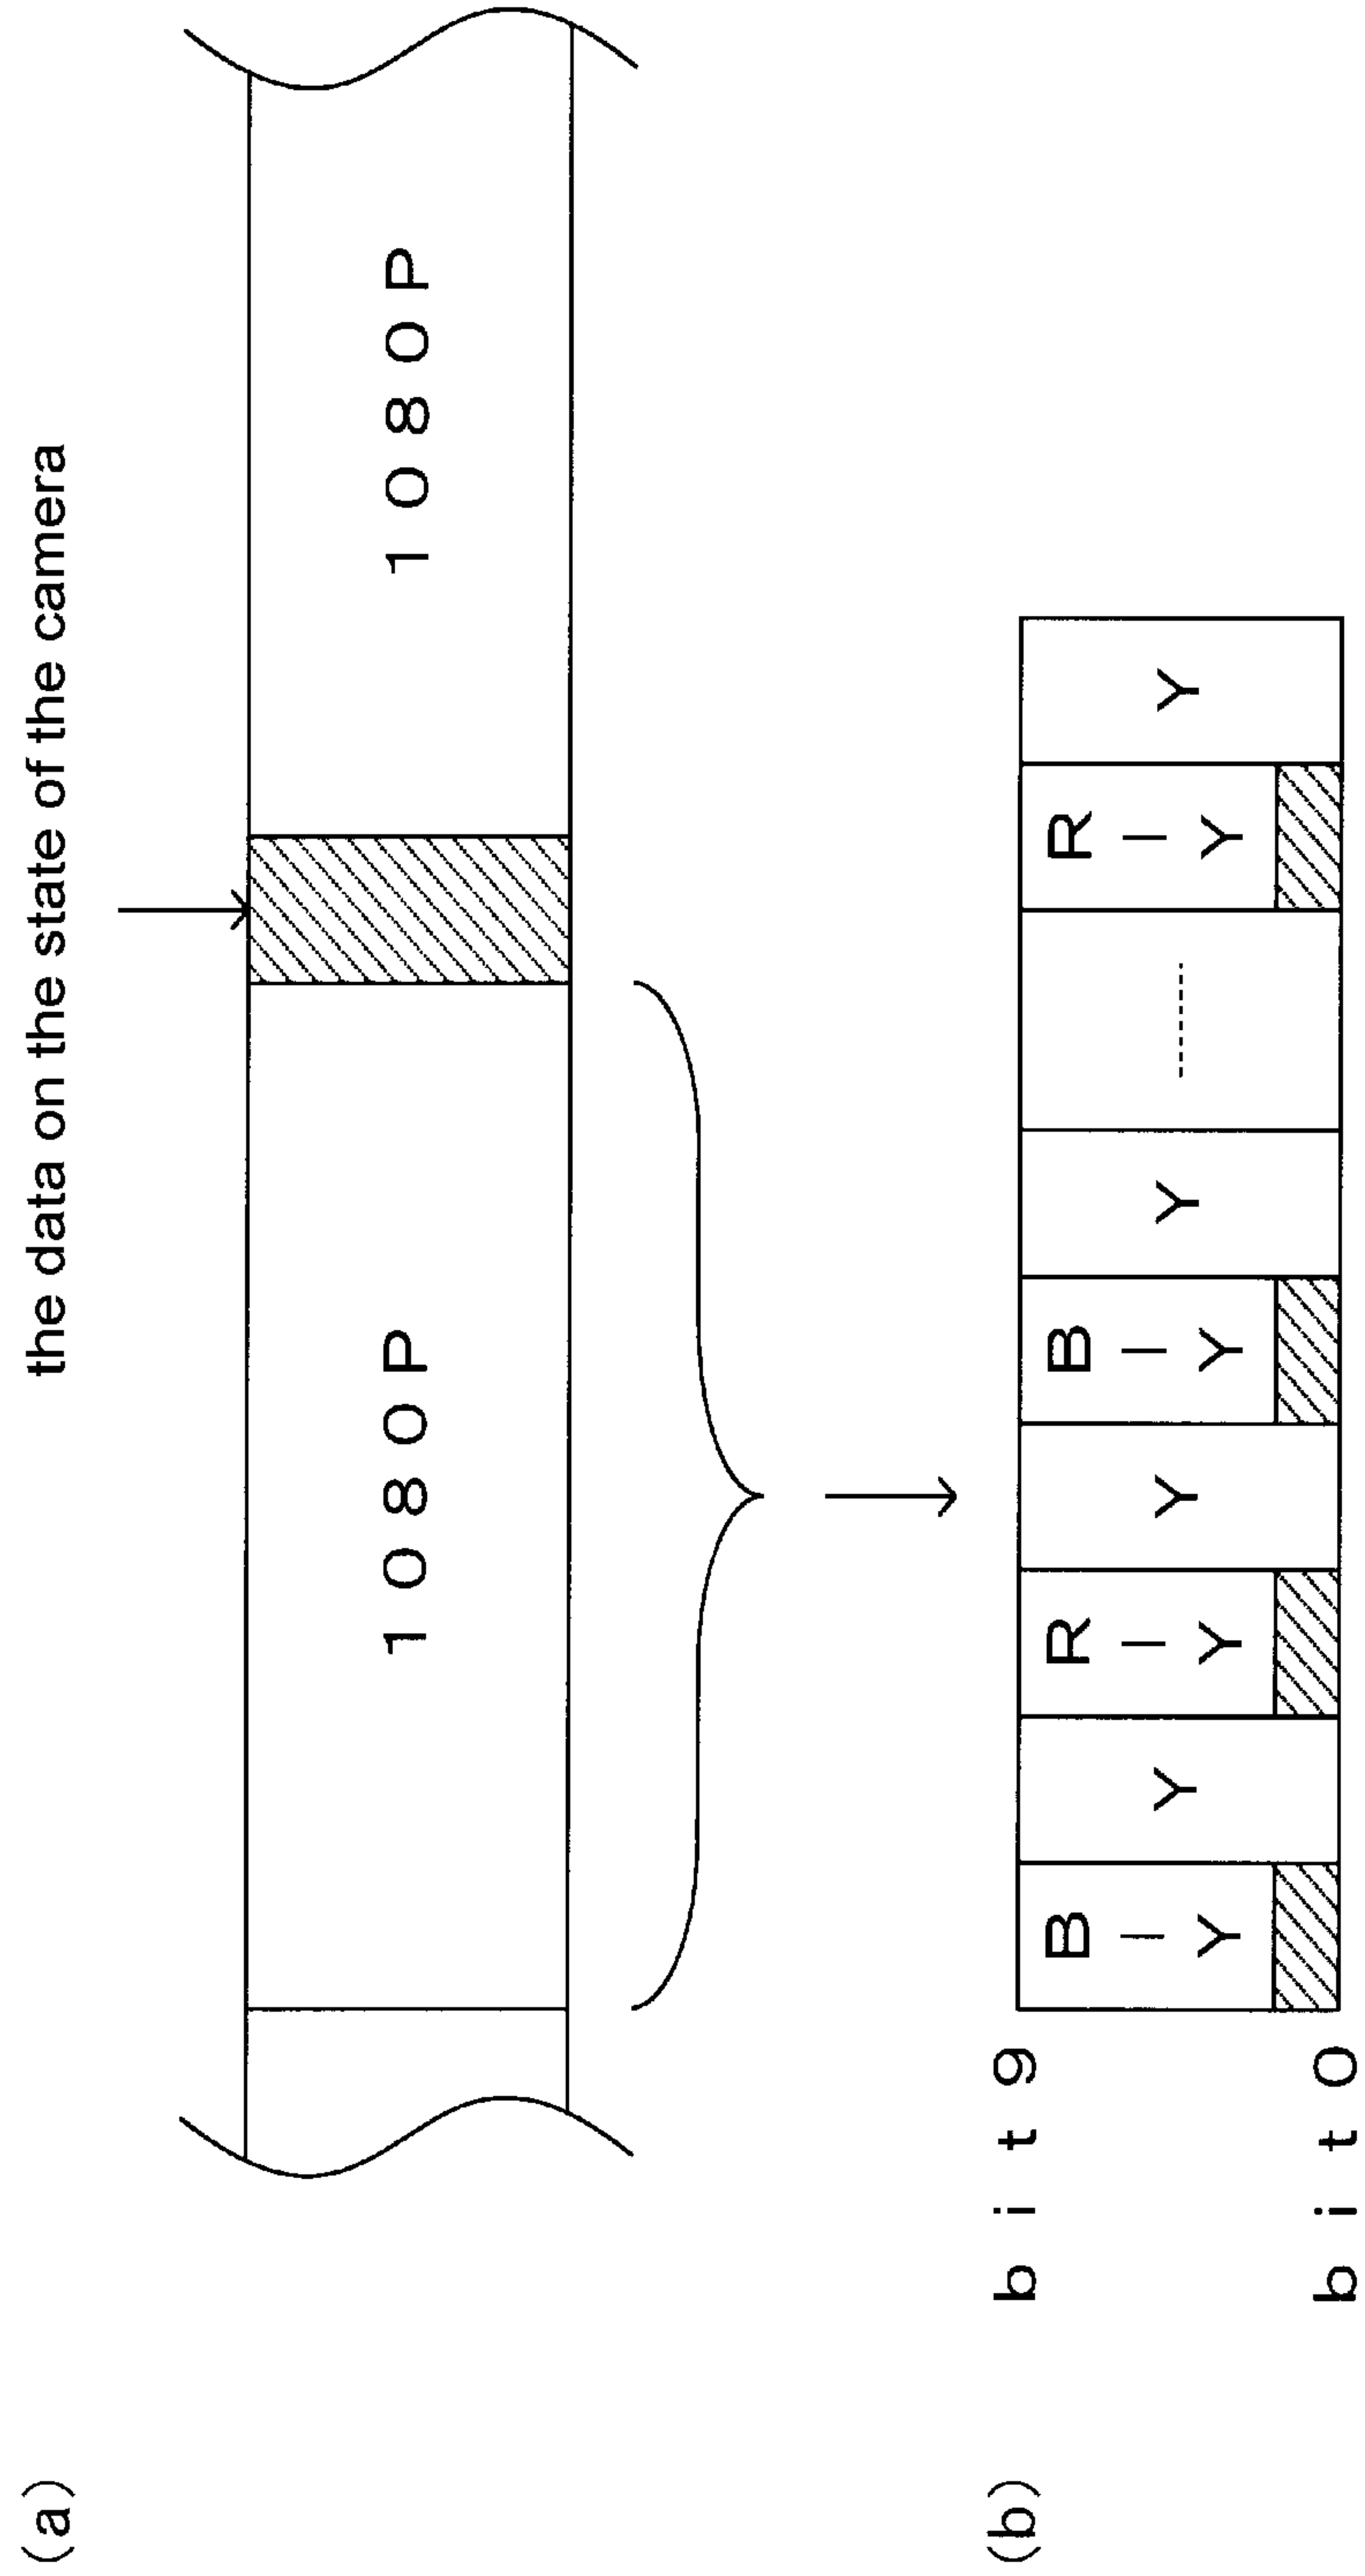 (a)
the data on the state of the camera
1080P 1080P
(b)
bit9
bit0
B-Y Y R-Y Y B-Y Y ------ R-Y Y